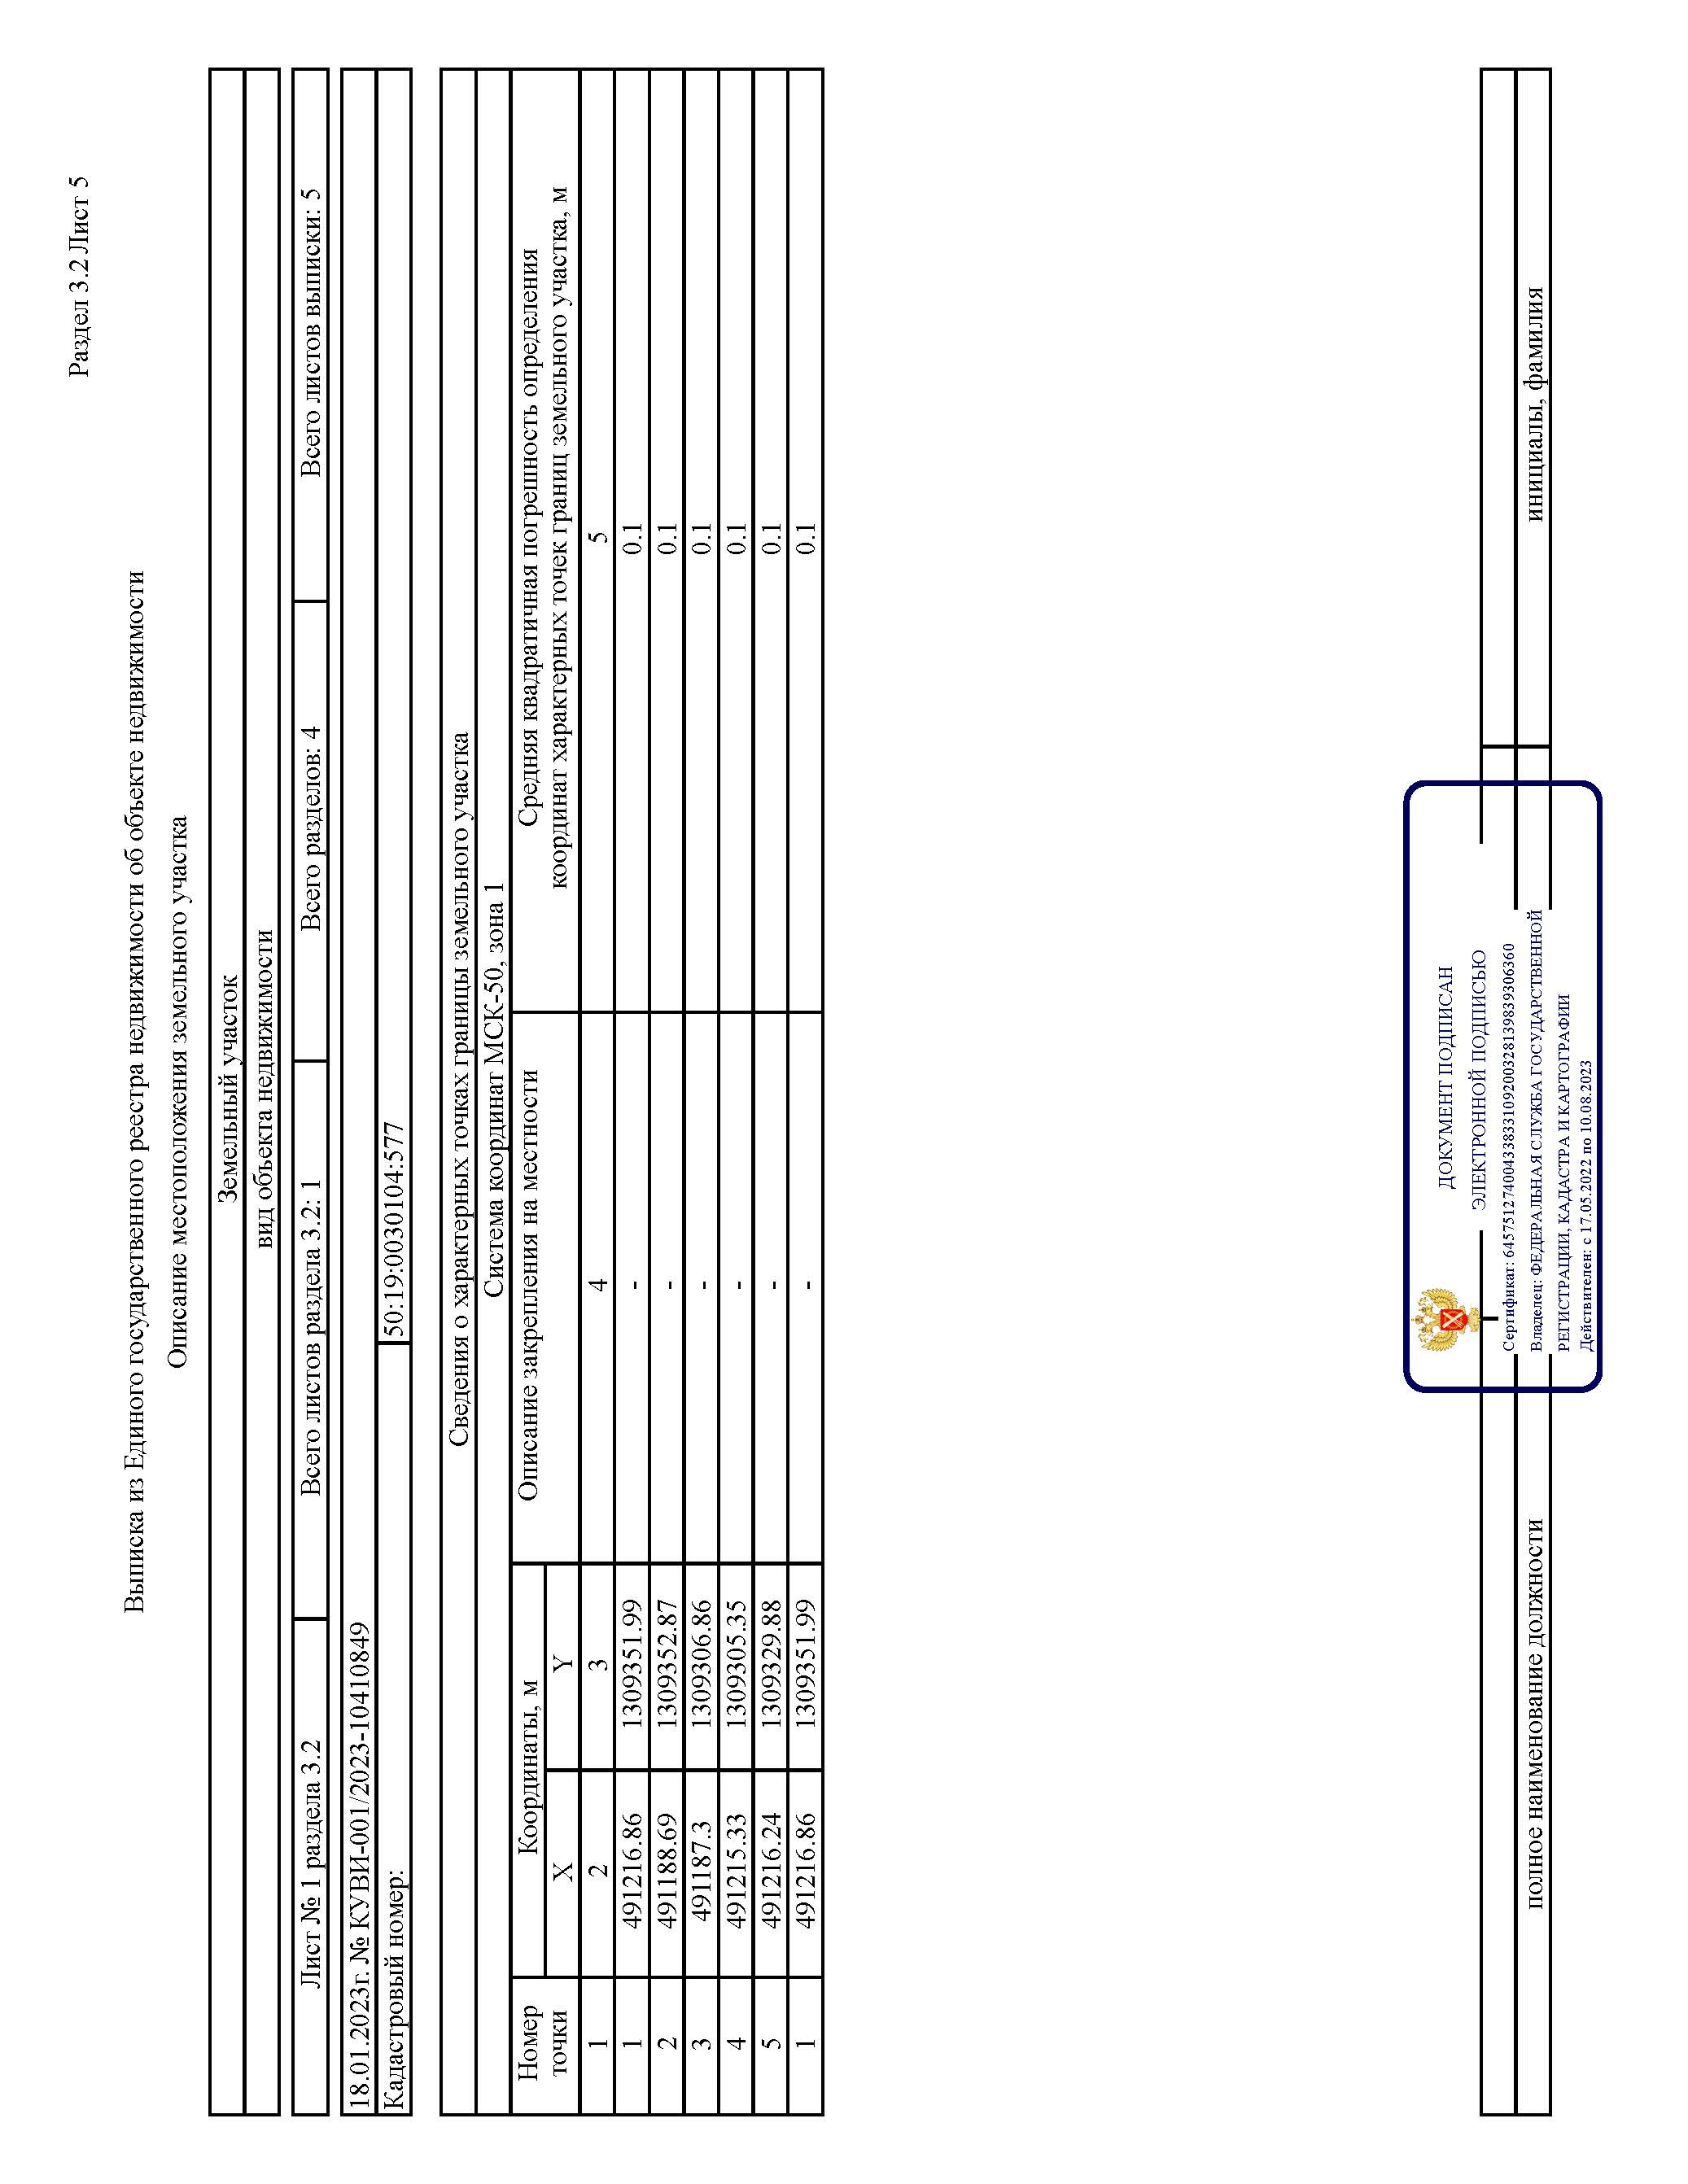 Раздел 3.2 Лист 5
Выписка из Единого государственного реестра недвижимости об объекте недвижимости
Описание местоположения земельного участка
Земельный участок
вид объекта недвижимости
Лист № 1 раздела 3.2 Всего листов раздела 3.2: 1 Всего разделов: 4 Всего листов выписки: 5
18.01.2023г. № КУВИ-001/2023-10410849
Кадастровый номер: 50:19:0030104:577
Сведения о характерных точках границы земельного участка
Система координат МСК-50, зона 1
Номер точки Координаты, м Описание закрепления на местности Средняя квадратичная погрешность определения
координат характерных точек границ земельного участка, м
X Y
1 2 3 4 5
1 491216.86 1309351.99 - 0.1
2 491188.69 1309352.87 - 0.1
3 491187.3 1309306.86 - 0.1
4 491215.33 1309305.35 - 0.1
5 491216.24 1309329.88 - 0.1
1 491216.86 1309351.99 - 0.1
ДОКУМЕНТ ПОДПИСАН
ЭЛЕКТРОННОЙ ПОДПИСЬЮ
Сертификат: 64575127400433833109200328139839306360
Владелец: ФЕДЕРАЛЬНАЯ СЛУЖБА ГОСУДАРСТВЕННОЙ
РЕГИСТРАЦИИ, КАДАСТРА И КАРТОГРАФИИ
Действителен: с 17.05.2022 по 10.08.2023
полное наименование должности инициалы, фамилия